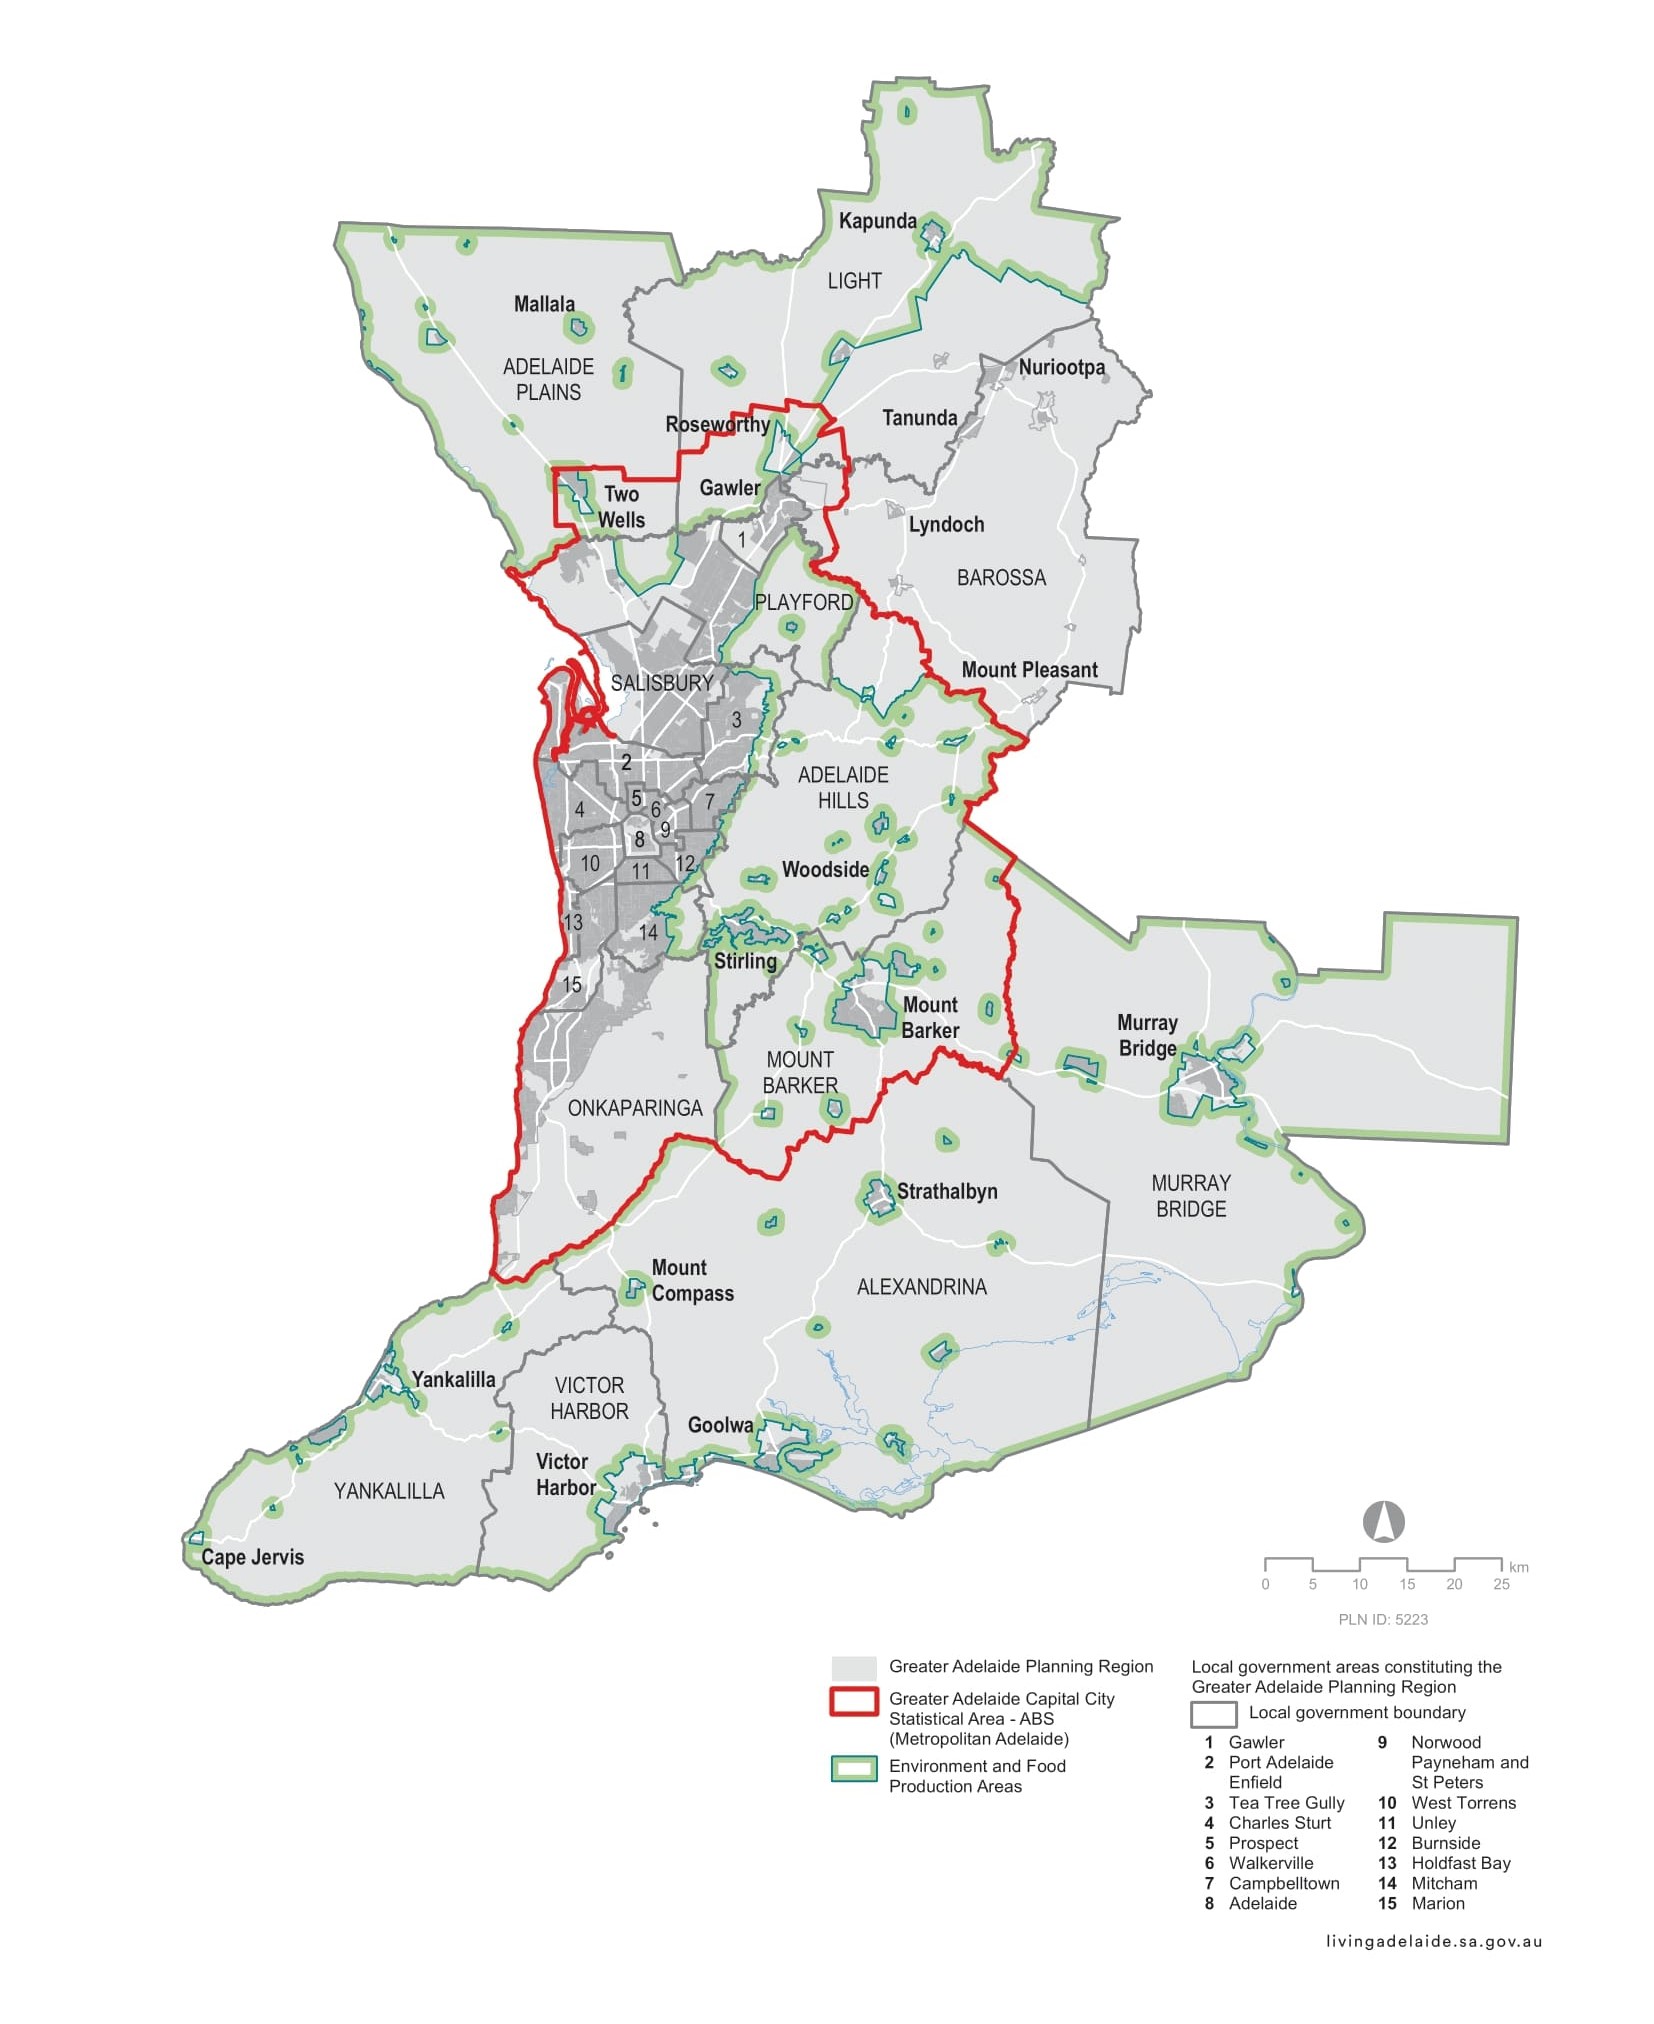 Kapunda
LIGHT
Mallala
ADELAIDE
PLAINS
Nuriootpa
Tanunda
Roseworthy
Gawler
Two
Wells
Lyndoch
1
BAROSSA
PLAYFORD
Mount Pleasant
SALISBURY
3
2
ADELAIDE
HILLS
5
4
6
7
9
8
10
11
12
Woodside
13
14
Stirling
15
Mount
Barker
Murray
Bridge
MOUNT
BARKER
ONKAPARINGA
MURRAY
BRIDGE
Strathalbyn
Mount
Compass
ALEXANDRINA
Yankalilla
VICTOR
HARBOR
Goolwa
Victor
Harbor
YANKALILLA
Cape Jervis
km
0 5 10 15 20 25
PLN ID: 5223
Greater Adelaide Planning Region
Greater Adelaide Capital City
Statistical Area - ABS
(Metropolitan Adelaide)
Environment and Food
Production Areas
Local government areas constituting the
Greater Adelaide Planning Region
Local government boundary
1 Gawler
2 Port Adelaide
Enfield
3 Tea Tree Gully
4 Charles Sturt
5 Prospect
6 Walkerville
7 Campbelltown
8 Adelaide
9 Norwood
Payneham and
St Peters
10 West Torrens
11 Unley
12 Burnside
13 Holdfast Bay
14 Mitcham
15 Marion
livingadelaide.sa.gov.au